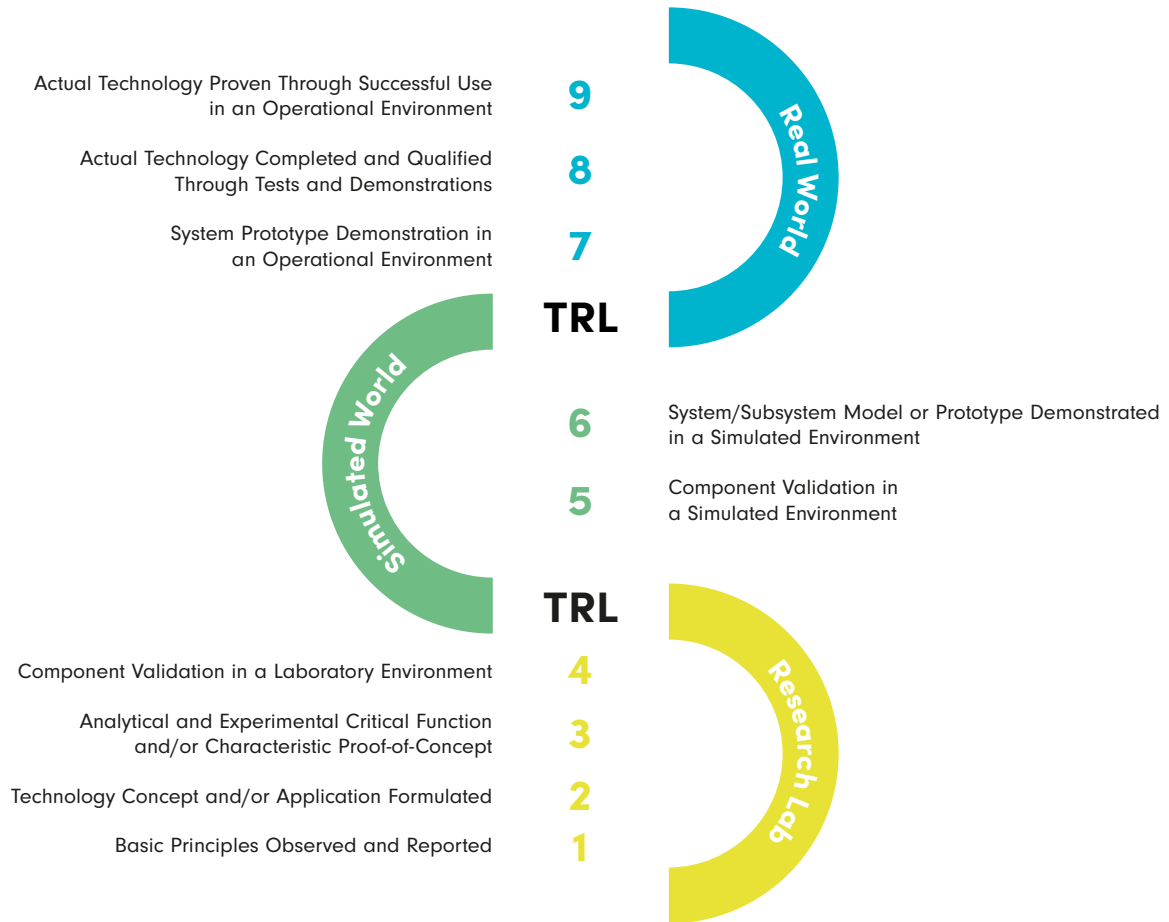 Actual Technology Proven Through Successful Use
in an Operational Environment
9
Actual Technology Completed and Qualified
Through Tests and Demonstrations
8
System Prototype Demonstration in
an Operational Environment
7
Real World
TRL
Simulated World
6
System/Subsystem Model or Prototype Demonstrated
in a Simulated Environment
5
Component Validation in
a Simulated Environment
TRL
Component Validation in a Laboratory Environment
4
Analytical and Experimental Critical Function
and/or Characteristic Proof-of-Concept
3
Technology Concept and/or Application Formulated
2
Basic Principles Observed and Reported
1
Research Lab